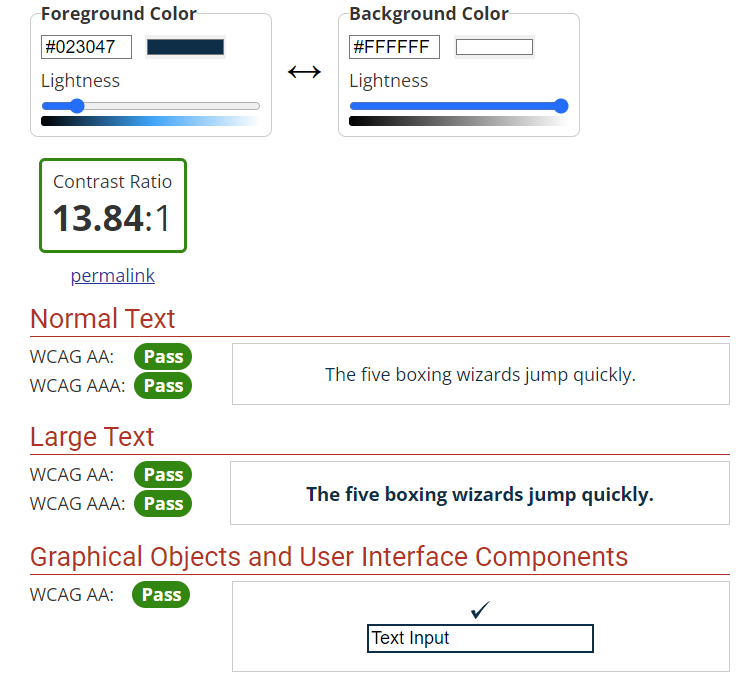 Foreground Color
#023047
Lightness
Background Color
#FFFFFF
Lightness
Contrast Ratio
13.84:1
permalink
Normal Text
WCAG AA: Pass
WCAG AAA: Pass
The five boxing wizards jump quickly.
Large Text
WCAG AA: Pass
WCAG AAA: Pass
The five boxing wizards jump quickly.
Graphical Objects and User Interface Components
WCAG AA: Pass
Text Input